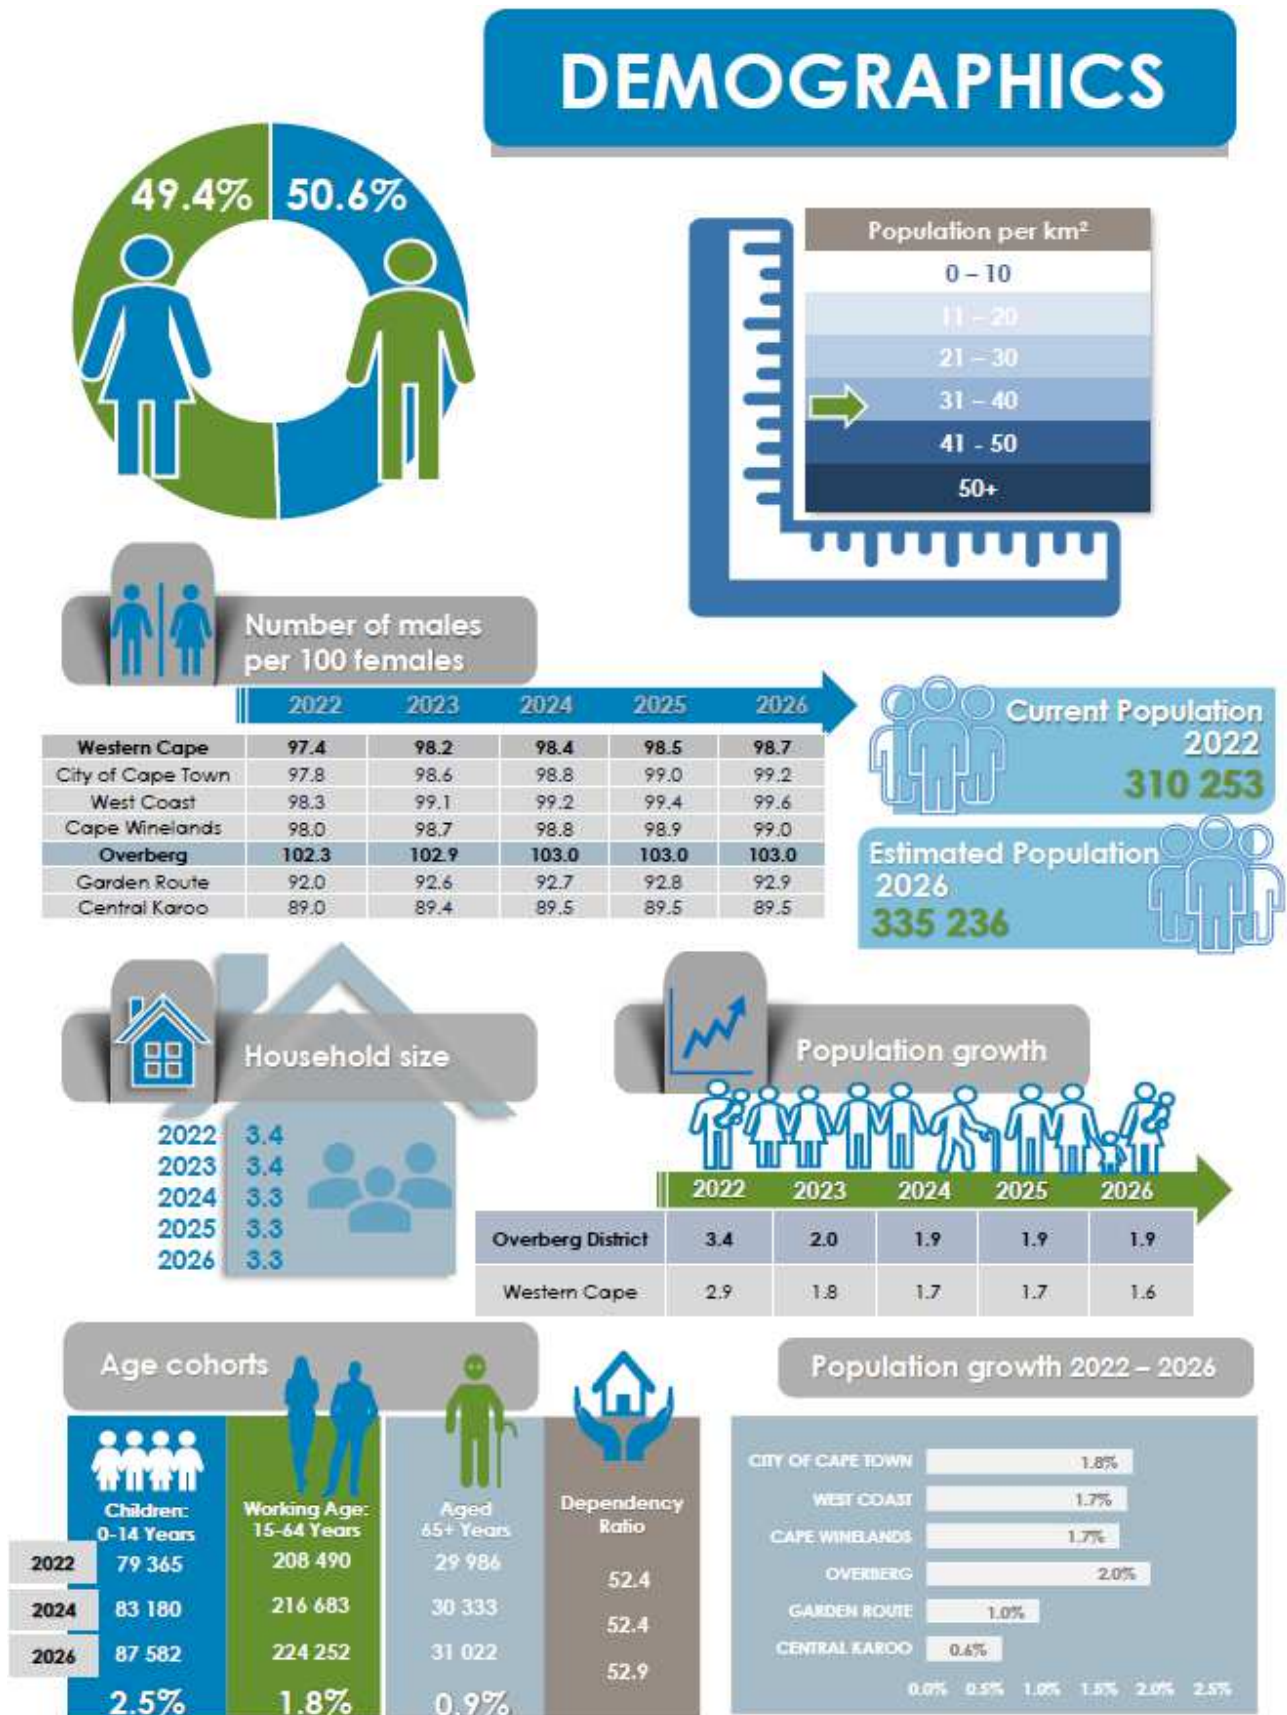 DEMOGRAPHICS
49.4% 50.6%
Population per km²
0 – 10
11 – 20
21 – 30
31 – 40
41 - 50
50+
Number of males
per 100 females
2022 2023 2024 2025 2026
Western Cape 97.4 98.2 98.4 98.5 98.7
City of Cape Town 97.8 98.6 98.8 99.0 99.2
West Coast 98.3 99.1 99.2 99.4 99.6
Cape Winelands 98.0 98.7 98.8 98.9 99.0
Overberg 102.3 102.9 103.0 103.0 103.0
Garden Route 92.0 92.6 92.7 92.8 92.9
Central Karoo 89.0 89.4 89.5 89.5 89.5
Current Population
2022
310 253
Estimated Population
2026
335 236
Household size
2022 3.4
2023 3.4
2024 3.3
2025 3.3
2026 3.3
Population growth
2022 2023 2024 2025 2026
Overberg District 3.4 2.0 1.9 1.9 1.9
Western Cape 2.9 1.8 1.7 1.7 1.6
Age cohorts
Children:
0-14 Years
Working Age:
15-64 Years
Aged
65+ Years
Dependency
Ratio
2022 79 365 208 490 29 986 52.4
2024 83 180 216 683 30 333 52.4
2026 87 582 224 252 31 022 52.9
2.5% 1.8% 0.9%
Population growth 2022 – 2026
CITY OF CAPE TOWN 1.8%
WEST COAST 1.7%
CAPE WINELANDS 1.7%
OVERBERG 2.0%
GARDEN ROUTE 1.0%
CENTRAL KAROO 0.6%
0.0% 0.5% 1.0% 1.5% 2.0% 2.5%